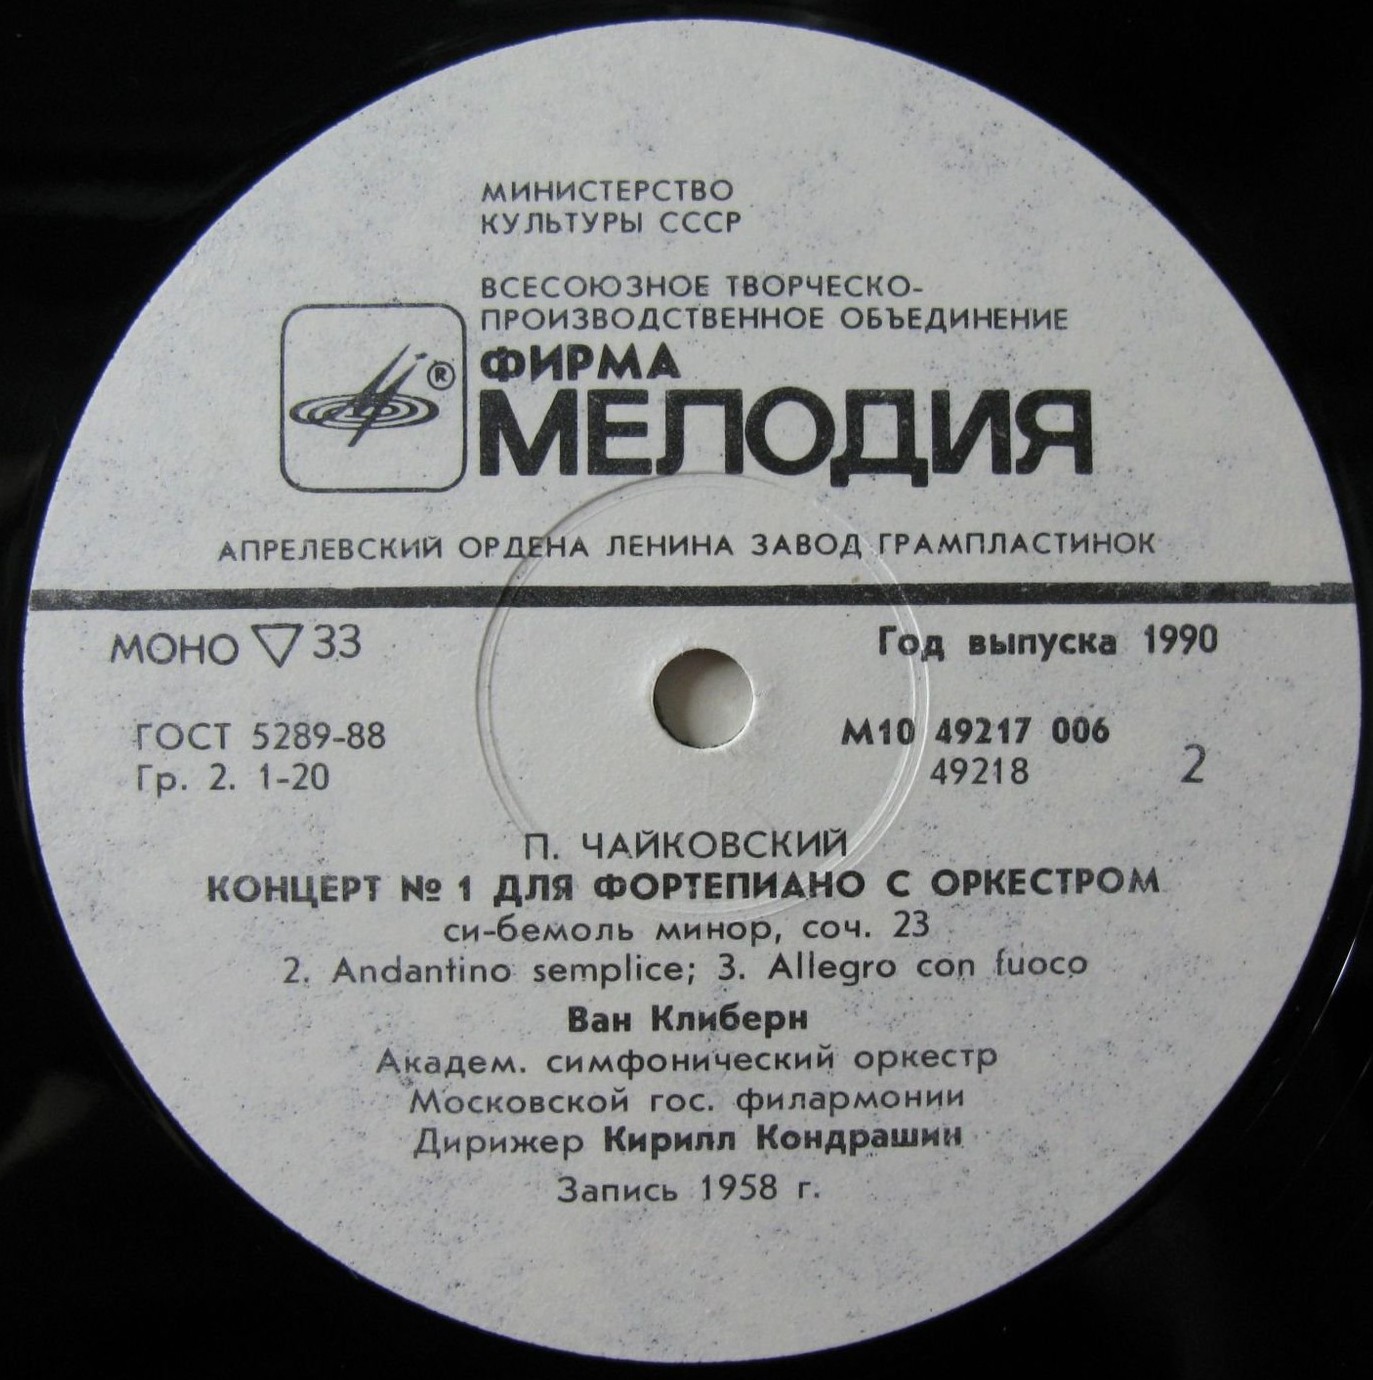 МИНИСТЕРСТВО
КУЛЬТУРЫ СССР
ВСЕСОЮЗНОЕ ТВОРЧЕСКО-
ПРОИЗВОДСТВЕННОЕ ОБЪЕДИНЕНИЕ
ФИРМА
®
МЕЛОДИЯ
АПРЕЛЕВСКИЙ ОРДЕНА ЛЕНИНА ЗАВОД ГРАМПЛАСТИНОК
МОНО ▽ 33 Год выпуска 1990
ГОСТ 5289-88 М10 49217 006
Гр. 2. 1-20 49218 2
П. ЧАЙКОВСКИЙ
КОНЦЕРТ № 1 ДЛЯ ФОРТЕПИАНО С ОРКЕСТРОМ
си-бемоль минор, соч. 23
2. Andantino semplice; 3. Allegro con fuoco
Ван Клиберн
Академ. симфонический оркестр
Московской гос. филармонии
Дирижер Кирилл Кондрашин
Запись 1958 г.